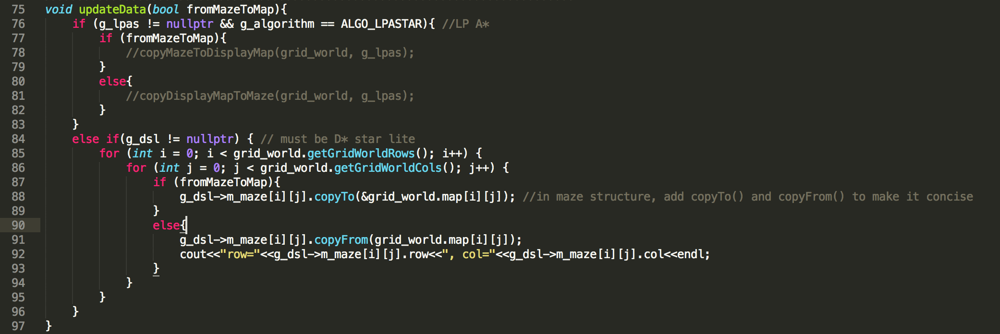 75 void updateData(bool fromMazeToMap){
76     if (g_lpas != nullptr && g_algorithm == ALGO_LPASTAR){ //LP A*
77         if (fromMazeToMap){
78             //copyMazeToDisplayMap(grid_world, g_lpas);
79         }
80         else{
81             //copyDisplayMapToMaze(grid_world, g_lpas);
82         }
83     }
84     else if(g_dsl != nullptr) { // must be D* star lite
85         for (int i = 0; i < grid_world.getGridWorldRows(); i++) {
86             for (int j = 0; j < grid_world.getGridWorldCols(); j++) {
87                 if (fromMazeToMap){
88                     g_dsl->m_maze[i][j].copyTo(&grid_world.map[i][j]); //in maze structure, add copyTo() and copyFrom() to make it concise
89                 }
90                 else{
91                     g_dsl->m_maze[i][j].copyFrom(grid_world.map[i][j]);
92                     cout<<"row="<<g_dsl->m_maze[i][j].row<<", col="<<g_dsl->m_maze[i][j].col<<endl;
93                 }
94             }
95         }
96     }
97 }